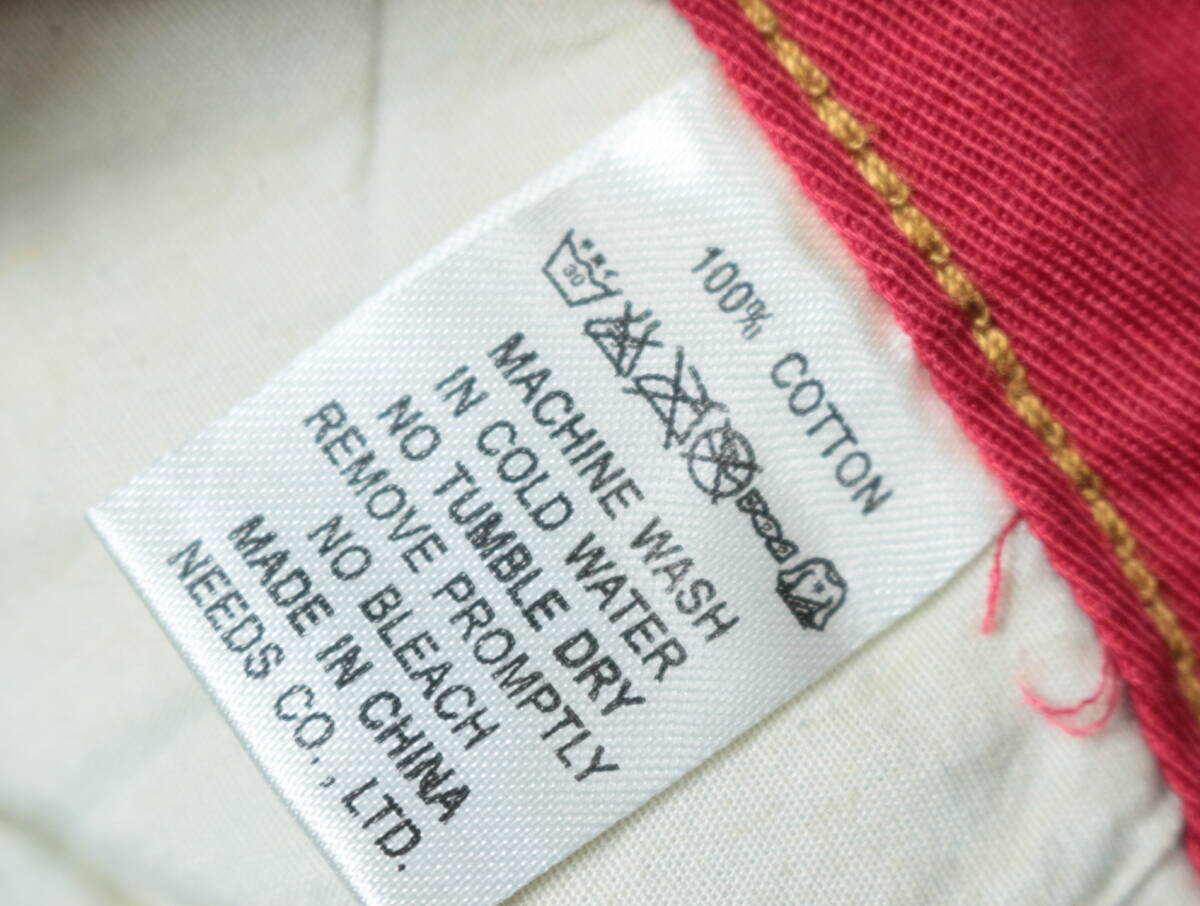 100% COTTON
30
MACHINE WASH
IN COLD WATER
NO TUMBLE DRY
REMOVE PROMPTLY
NO BLEACH
MADE IN CHINA
NEEDS CO., LTD.